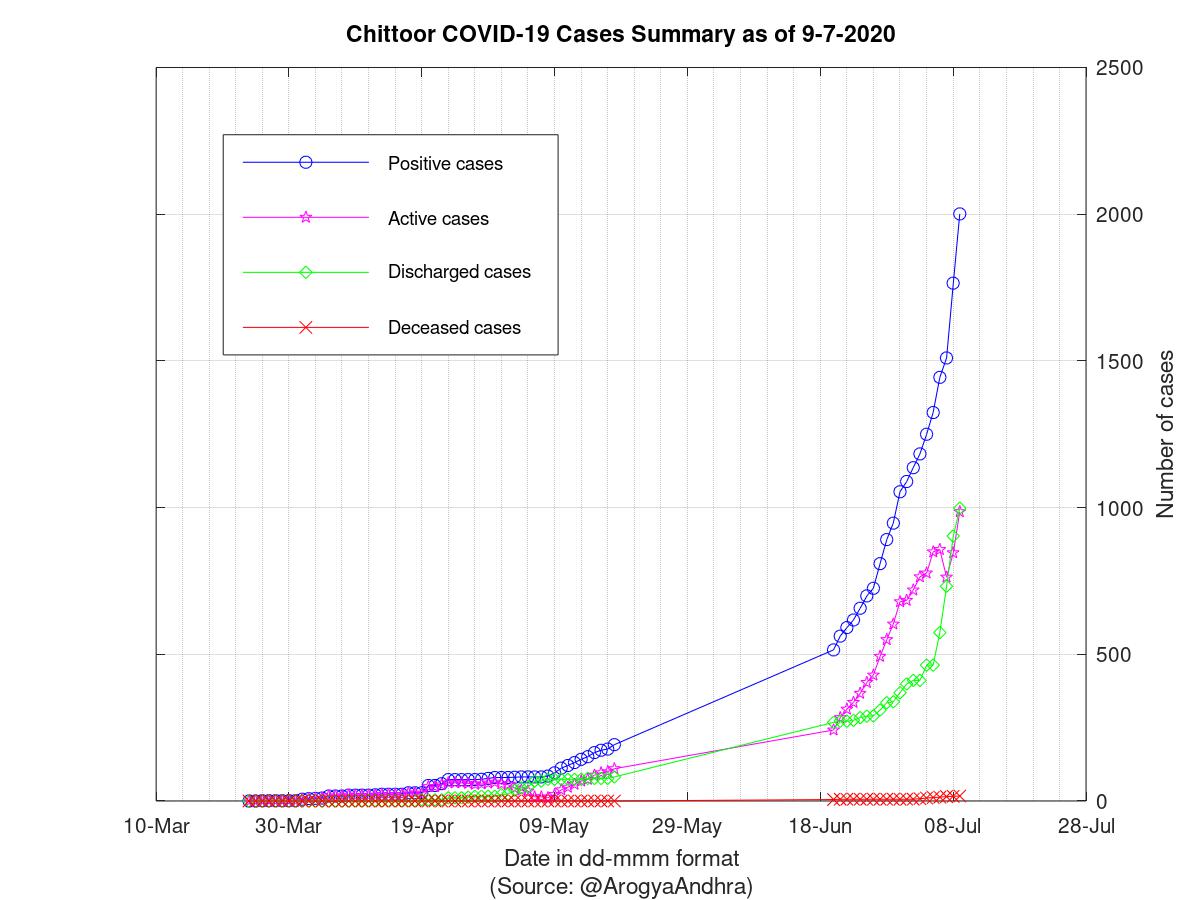 Chittoor COVID-19 Cases Summary as of 9-7-2020
Positive cases
Active cases
Discharged cases
Deceased cases
2500
2000
1500
1000
500
0
Number of cases
10-Mar 30-Mar 19-Apr 09-May 29-May 18-Jun 08-Jul 28-Jul
Date in dd-mmm format
(Source: @ArogyaAndhra)